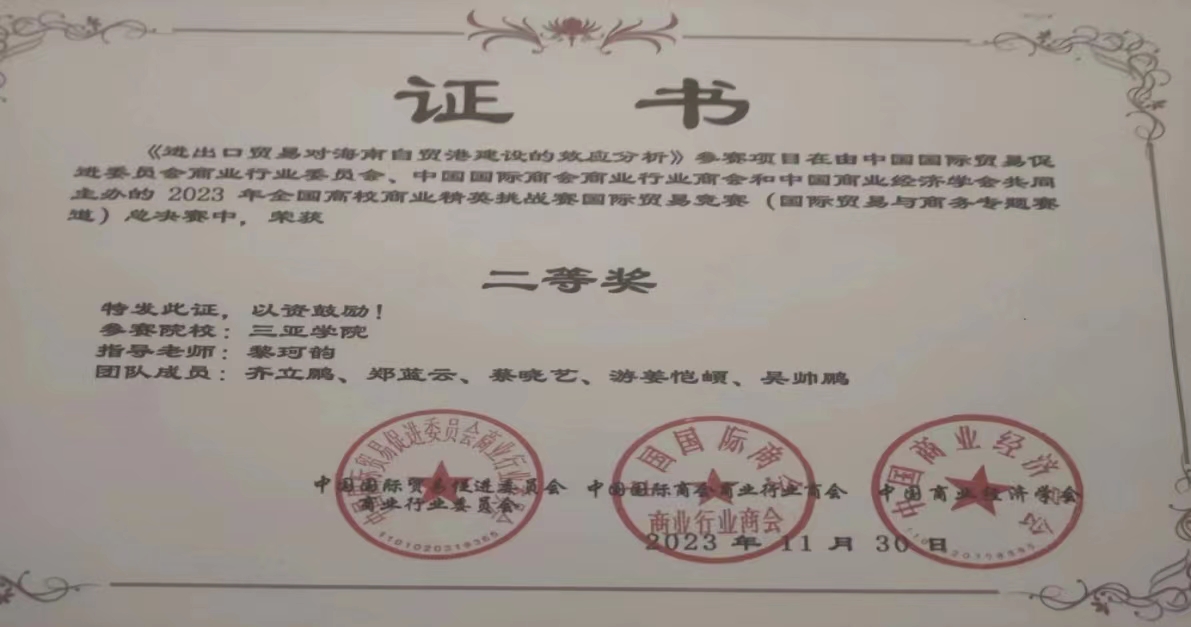 证 书
《进出口贸易对海南自贸港建设的效应分析》参赛项目在由中国国际贸易促
进委员会商业行业委员会、中国国际商会商业行业商会和中国商业经济学会共同
主办的 2023 年全国高校商业精英挑战赛国际贸易竞赛（国际贸易与商务专题赛
道）总决赛中，荣获
二等奖
特发此证，以资鼓励！
参赛院校：三亚学院
指导老师：黎珂韵
团队成员：齐立鹏、郑蓝云、蔡晓艺、游姜恺、吴帅鹏
中国国际贸易促进委员会 中国国际商会商业行业商会 中国商业经济学会
商业行业委员会
商业行业商会
2023 年 11 月 30 日
1101020319365